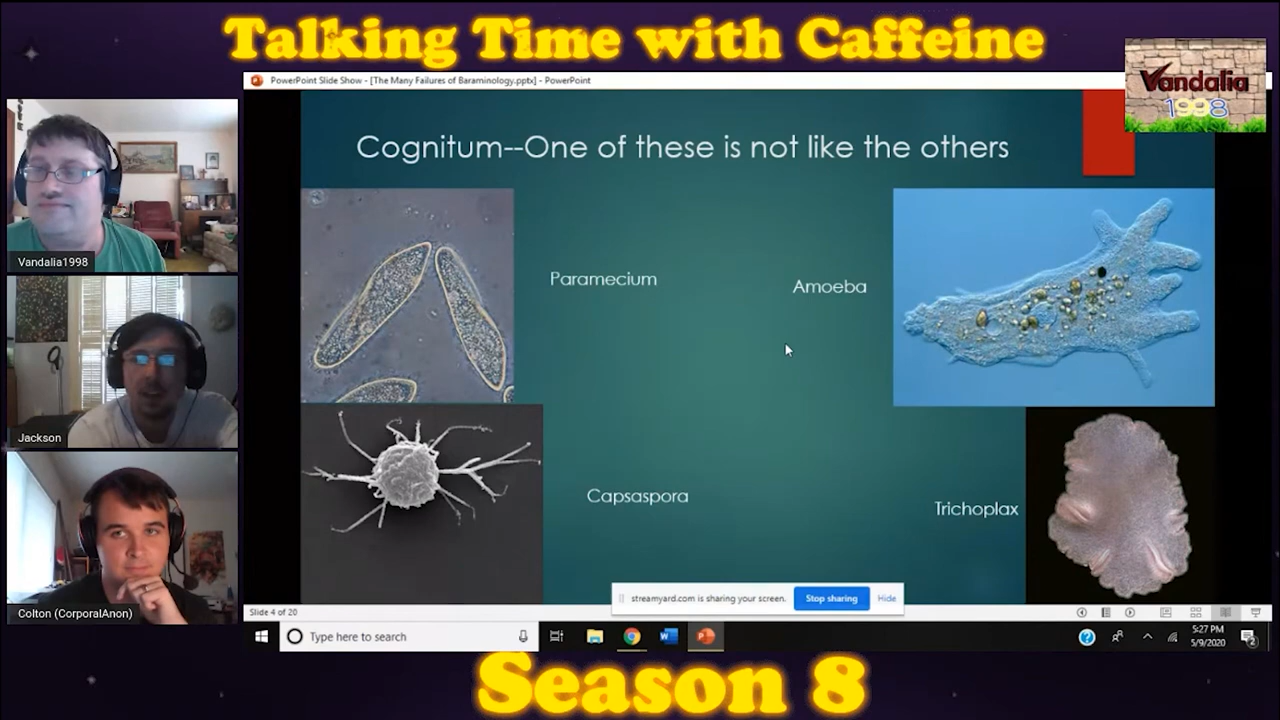 Talking Time with Caffeine
PowerPoint Slide Show - [The Many Failures of Baraminology.pptx] - PowerPoint
Vandalia
1998
Cognitum--One of these is not like the others
Paramecium
Amoeba
Vandalia1998
Jackson
Capsaspora
Trichoplax
Colton (CorporalAnon)
streamyard.com is sharing your screen.
Stop sharing
Hide
Slide 4 of 20
Type here to search
5:27 PM
5/9/2020
2
Season 8